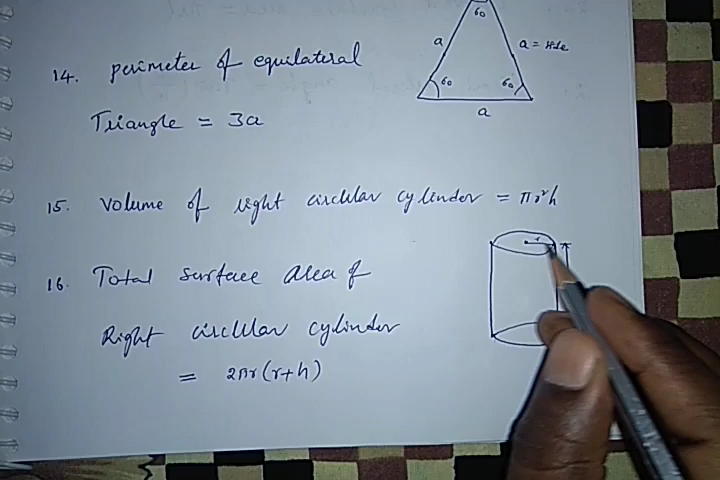 60
a
a = side
60
60
a
14. perimeter of equilateral
Triangle = 3a
15. Volume of right circular cylinder = πr²h
r
16. Total surface area of
Right circular cylinder
= 2πr(r+h)